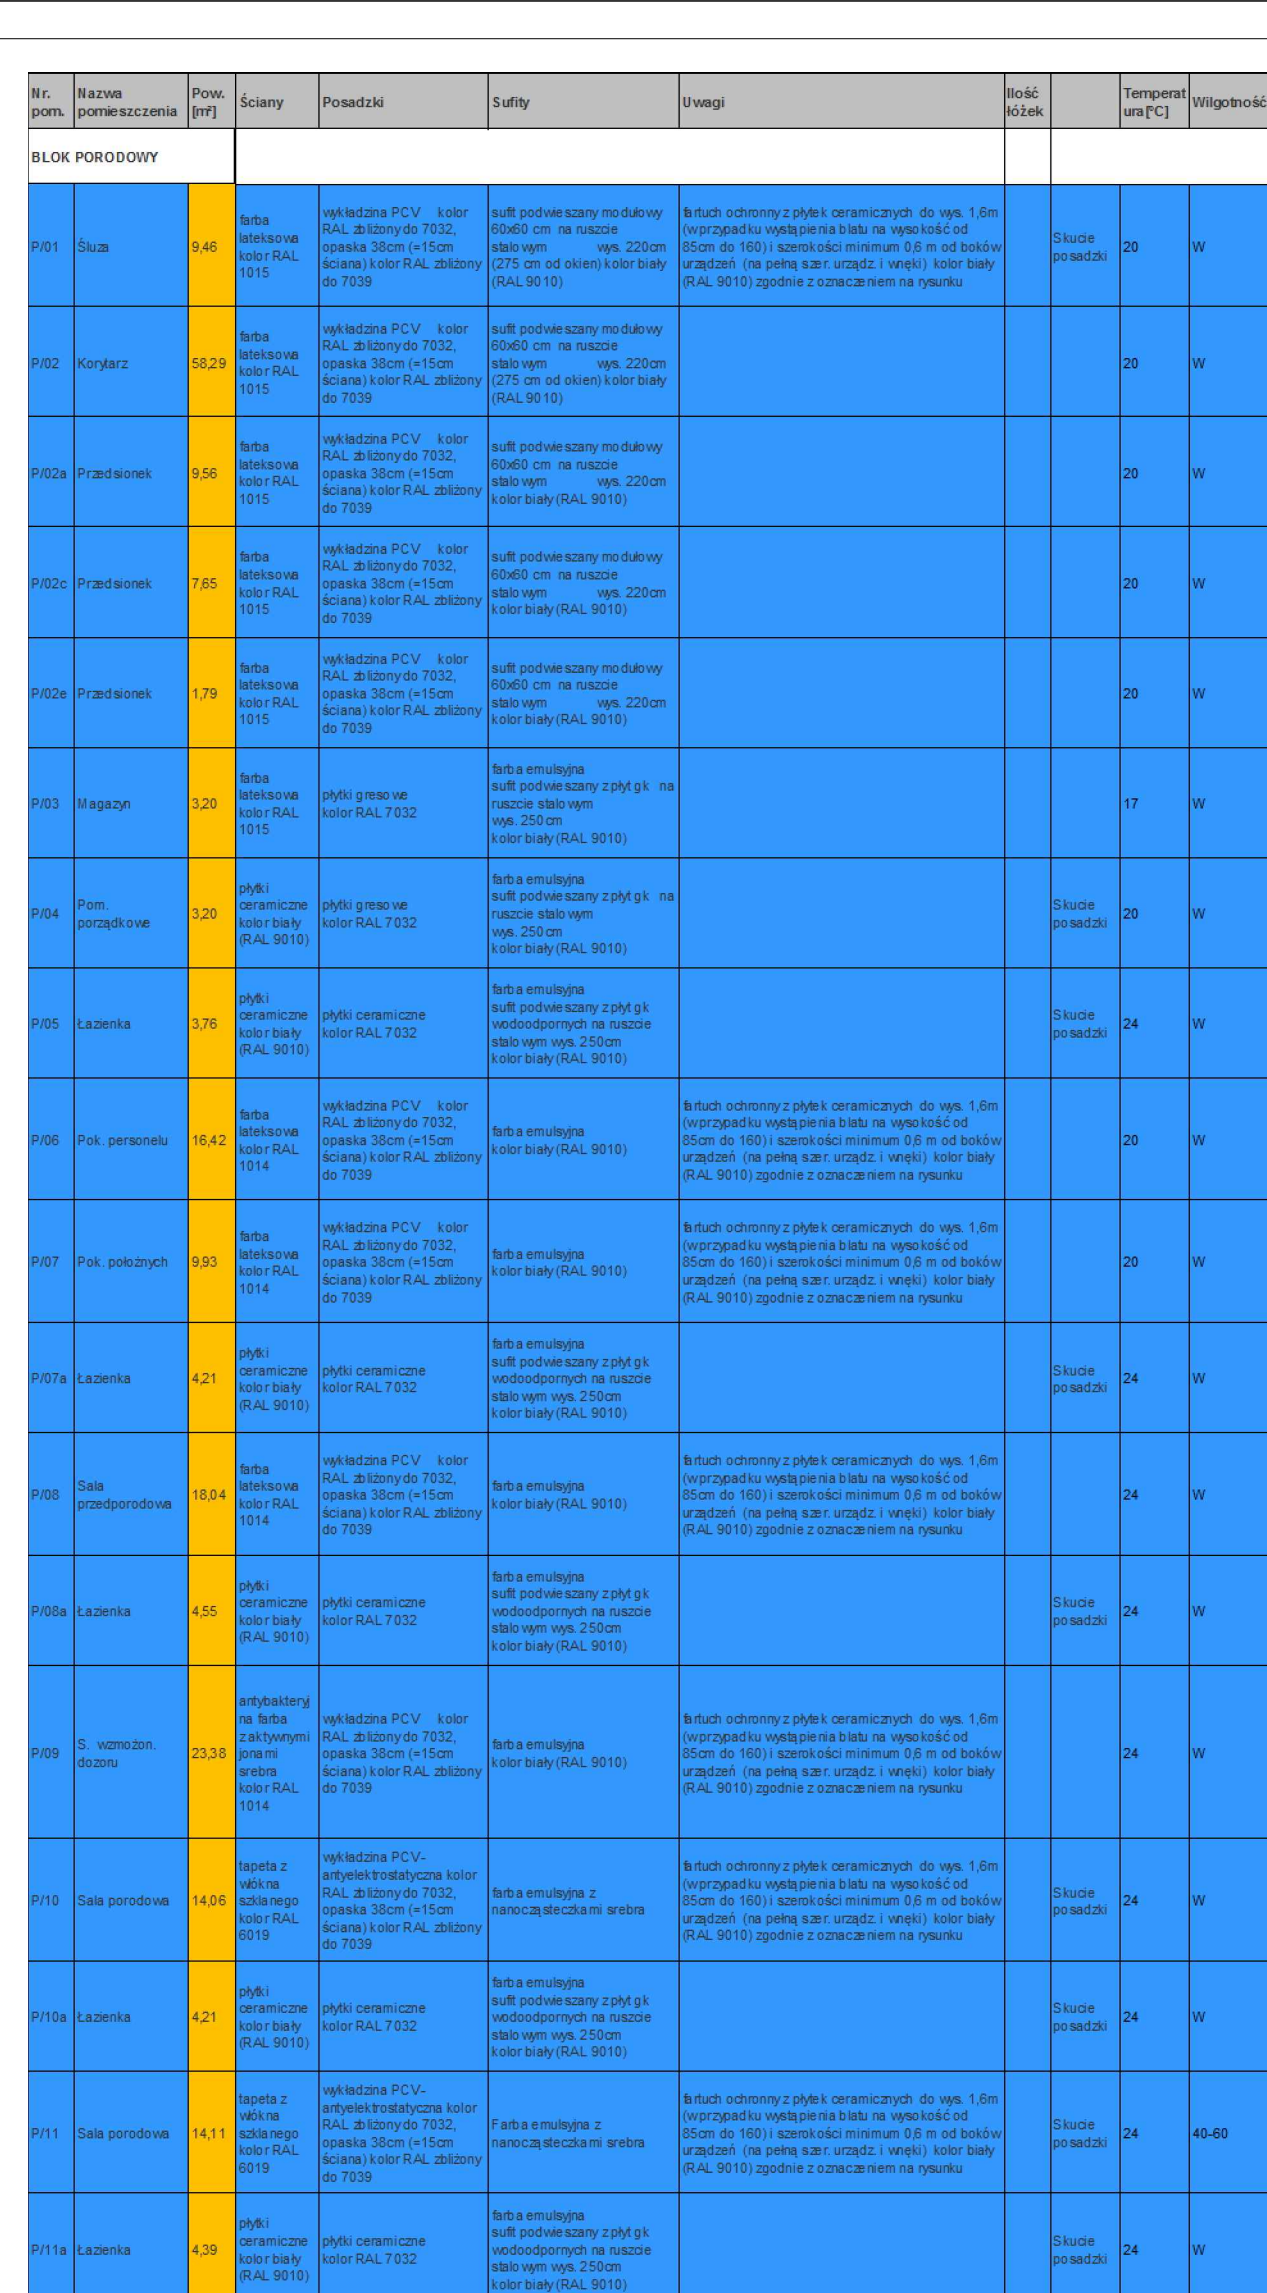 Nr. pom. Nazwa pomieszczenia Pow. [m²] Ściany Posadzki Sufity Uwagi Ilość łóżek Temperatura [°C] Wilgotność
BLOK PORODOWY
P/01 Śluza 9,46
farba lateksowa kolor RAL 1015
wykładzina PCV kolor RAL zbliżony do 7032, opaska 38cm (=15cm ściana) kolor RAL zbliżony do 7039
sufit podwieszany modułowy 60x60 cm na ruszcie stalowym wys. 220cm (275 cm od okien) kolor biały (RAL 9010)
fartuch ochronny z płytek ceramicznych do wys. 1,6m (w przypadku wystąpienia blatu na wysokość od 85cm do 160) i szerokości minimum 0,6 m od boków urządzeń (na pełną szer. urządz. i wnęki) kolor biały (RAL 9010) zgodnie z oznaczeniem na rysunku
Skucie posadzki 20 W
P/02 Korytarz 58,29
farba lateksowa kolor RAL 1015
wykładzina PCV kolor RAL zbliżony do 7032, opaska 38cm (=15cm ściana) kolor RAL zbliżony do 7039
sufit podwieszany modułowy 60x60 cm na ruszcie stalowym wys. 220cm (275 cm od okien) kolor biały (RAL 9010)
20 W
P/02a Przedsionek 9,56
farba lateksowa kolor RAL 1015
wykładzina PCV kolor RAL zbliżony do 7032, opaska 38cm (=15cm ściana) kolor RAL zbliżony do 7039
sufit podwieszany modułowy 60x60 cm na ruszcie stalowym wys. 220cm kolor biały (RAL 9010)
20 W
P/02c Przedsionek 7,65
farba lateksowa kolor RAL 1015
wykładzina PCV kolor RAL zbliżony do 7032, opaska 38cm (=15cm ściana) kolor RAL zbliżony do 7039
sufit podwieszany modułowy 60x60 cm na ruszcie stalowym wys. 220cm kolor biały (RAL 9010)
20 W
P/02e Przedsionek 1,79
farba lateksowa kolor RAL 1015
wykładzina PCV kolor RAL zbliżony do 7032, opaska 38cm (=15cm ściana) kolor RAL zbliżony do 7039
sufit podwieszany modułowy 60x60 cm na ruszcie stalowym wys. 220cm kolor biały (RAL 9010)
20 W
P/03 Magazyn 3,20
farba lateksowa kolor RAL 1015
płytki gresowe kolor RAL 7032
farba emulsyjna sufit podwieszany z płyt gk na ruszcie stalowym wys. 250cm kolor biały (RAL 9010)
17 W
P/04 Pom. porządkowe 3,20
płytki ceramiczne kolor biały (RAL 9010)
płytki gresowe kolor RAL 7032
farba emulsyjna sufit podwieszany z płyt gk na ruszcie stalowym wys. 250cm kolor biały (RAL 9010)
Skucie posadzki 20 W
P/05 Łazienka 3,76
płytki ceramiczne kolor biały (RAL 9010)
płytki ceramiczne kolor RAL 7032
farba emulsyjna sufit podwieszany z płyt gk wodoodpornych na ruszcie stalowym wys. 250cm kolor biały (RAL 9010)
Skucie posadzki 24 W
P/06 Pok. personelu 16,42
farba lateksowa kolor RAL 1014
wykładzina PCV kolor RAL zbliżony do 7032, opaska 38cm (=15cm ściana) kolor RAL zbliżony do 7039
farba emulsyjna kolor biały (RAL 9010)
fartuch ochronny z płytek ceramicznych do wys. 1,6m (w przypadku wystąpienia blatu na wysokość od 85cm do 160) i szerokości minimum 0,6 m od boków urządzeń (na pełną szer. urządz. i wnęki) kolor biały (RAL 9010) zgodnie z oznaczeniem na rysunku
20 W
P/07 Pok. położnych 9,93
farba lateksowa kolor RAL 1014
wykładzina PCV kolor RAL zbliżony do 7032, opaska 38cm (=15cm ściana) kolor RAL zbliżony do 7039
farba emulsyjna kolor biały (RAL 9010)
fartuch ochronny z płytek ceramicznych do wys. 1,6m (w przypadku wystąpienia blatu na wysokość od 85cm do 160) i szerokości minimum 0,6 m od boków urządzeń (na pełną szer. urządz. i wnęki) kolor biały (RAL 9010) zgodnie z oznaczeniem na rysunku
20 W
P/07a Łazienka 4,21
płytki ceramiczne kolor biały (RAL 9010)
płytki ceramiczne kolor RAL 7032
farba emulsyjna sufit podwieszany z płyt gk wodoodpornych na ruszcie stalowym wys. 250cm kolor biały (RAL 9010)
Skucie posadzki 24 W
P/08 Sala przedporodowa 18,04
farba lateksowa kolor RAL 1014
wykładzina PCV kolor RAL zbliżony do 7032, opaska 38cm (=15cm ściana) kolor RAL zbliżony do 7039
farba emulsyjna kolor biały (RAL 9010)
fartuch ochronny z płytek ceramicznych do wys. 1,6m (w przypadku wystąpienia blatu na wysokość od 85cm do 160) i szerokości minimum 0,6 m od boków urządzeń (na pełną szer. urządz. i wnęki) kolor biały (RAL 9010) zgodnie z oznaczeniem na rysunku
24 W
P/08a Łazienka 4,55
płytki ceramiczne kolor biały (RAL 9010)
płytki ceramiczne kolor RAL 7032
farba emulsyjna sufit podwieszany z płyt gk wodoodpornych na ruszcie stalowym wys. 250cm kolor biały (RAL 9010)
Skucie posadzki 24 W
P/09 S. wzmożon. dozoru 23,38
antybakteryjna farba z aktywnymi jonami srebra kolor RAL 1014
wykładzina PCV kolor RAL zbliżony do 7032, opaska 38cm (=15cm ściana) kolor RAL zbliżony do 7039
farba emulsyjna kolor biały (RAL 9010)
fartuch ochronny z płytek ceramicznych do wys. 1,6m (w przypadku wystąpienia blatu na wysokość od 85cm do 160) i szerokości minimum 0,6 m od boków urządzeń (na pełną szer. urządz. i wnęki) kolor biały (RAL 9010) zgodnie z oznaczeniem na rysunku
24 W
P/10 Sala porodowa 14,06
tapeta z włókna szklanego kolor RAL 6019
wykładzina PCV- antyelektrostatyczna kolor RAL zbliżony do 7032, opaska 38cm (=15cm ściana) kolor RAL zbliżony do 7039
farba emulsyjna z nanocząsteczkami srebra
fartuch ochronny z płytek ceramicznych do wys. 1,6m (w przypadku wystąpienia blatu na wysokość od 85cm do 160) i szerokości minimum 0,6 m od boków urządzeń (na pełną szer. urządz. i wnęki) kolor biały (RAL 9010) zgodnie z oznaczeniem na rysunku
Skucie posadzki 24 W
P/10a Łazienka 4,21
płytki ceramiczne kolor biały (RAL 9010)
płytki ceramiczne kolor RAL 7032
farba emulsyjna sufit podwieszany z płyt gk wodoodpornych na ruszcie stalowym wys. 250cm kolor biały (RAL 9010)
Skucie posadzki 24 W
P/11 Sala porodowa 14,11
tapeta z włókna szklanego kolor RAL 6019
wykładzina PCV- antyelektrostatyczna kolor RAL zbliżony do 7032, opaska 38cm (=15cm ściana) kolor RAL zbliżony do 7039
Farba emulsyjna z nanocząsteczkami srebra
fartuch ochronny z płytek ceramicznych do wys. 1,6m (w przypadku wystąpienia blatu na wysokość od 85cm do 160) i szerokości minimum 0,6 m od boków urządzeń (na pełną szer. urządz. i wnęki) kolor biały (RAL 9010) zgodnie z oznaczeniem na rysunku
Skucie posadzki 24 40-60
P/11a Łazienka 4,39
płytki ceramiczne kolor biały (RAL 9010)
płytki ceramiczne kolor RAL 7032
farba emulsyjna sufit podwieszany z płyt gk wodoodpornych na ruszcie stalowym wys. 250cm kolor biały (RAL 9010)
Skucie posadzki 24 W